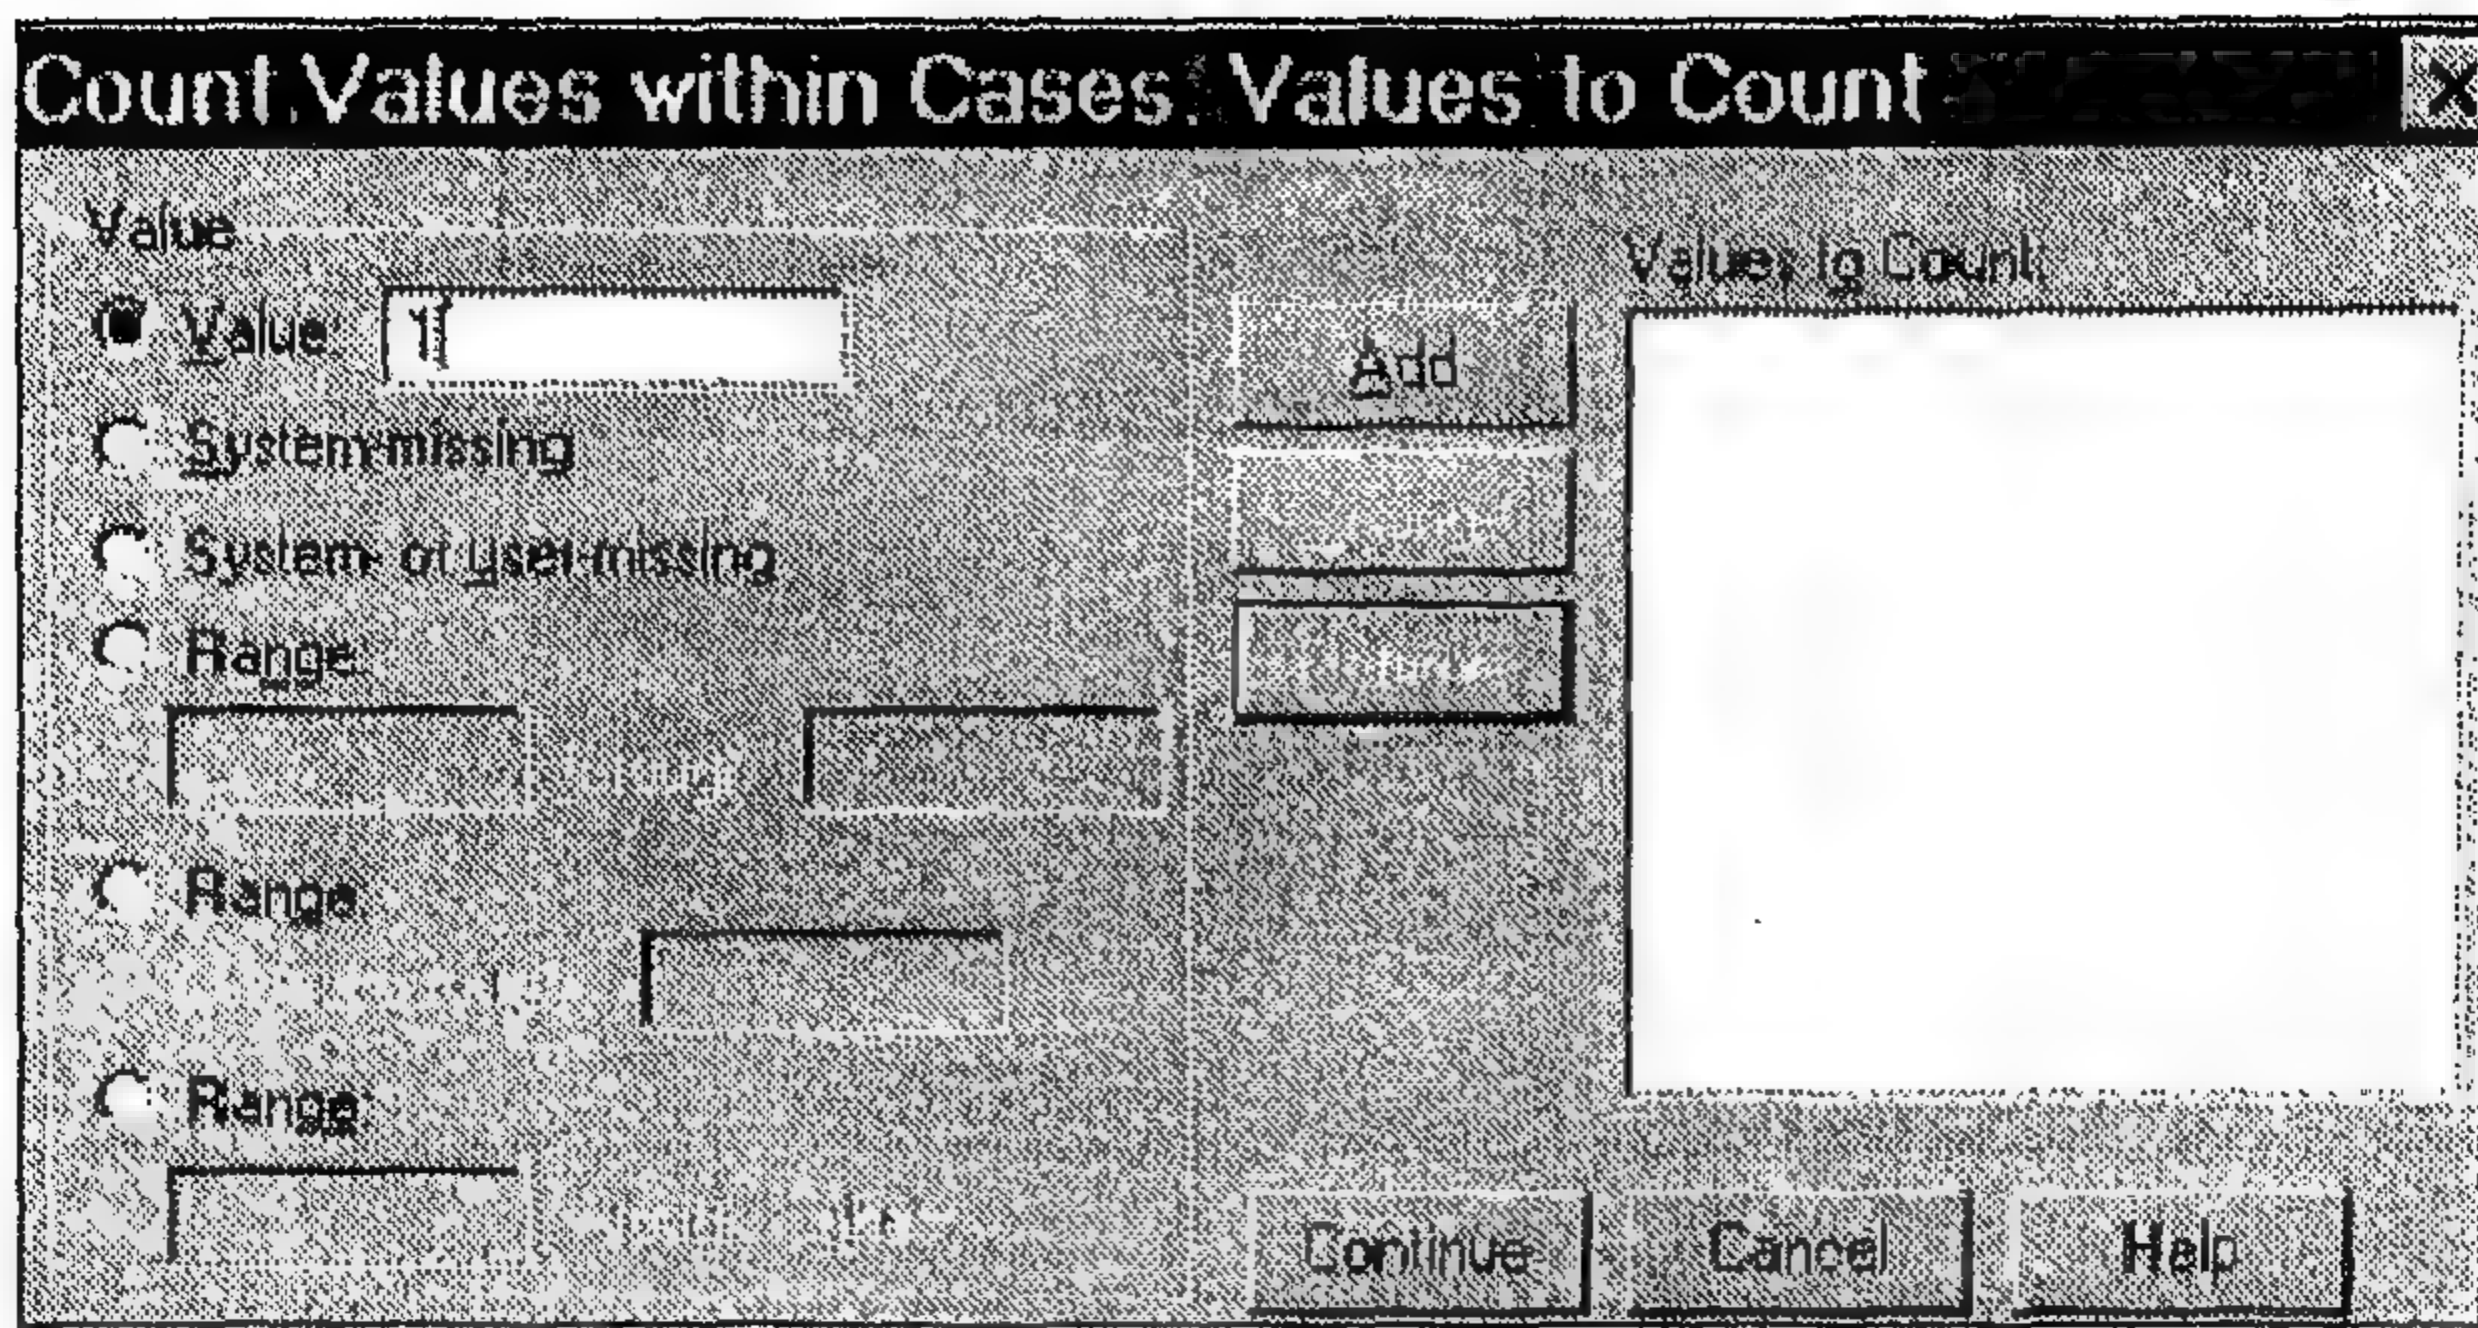 Count Values within Cases: Values to Count
Value
Value: 1
System-missing
System- or user-missing
Range:
Range:
Range:
Add
Values to Count:
Continue
Cancel
Help